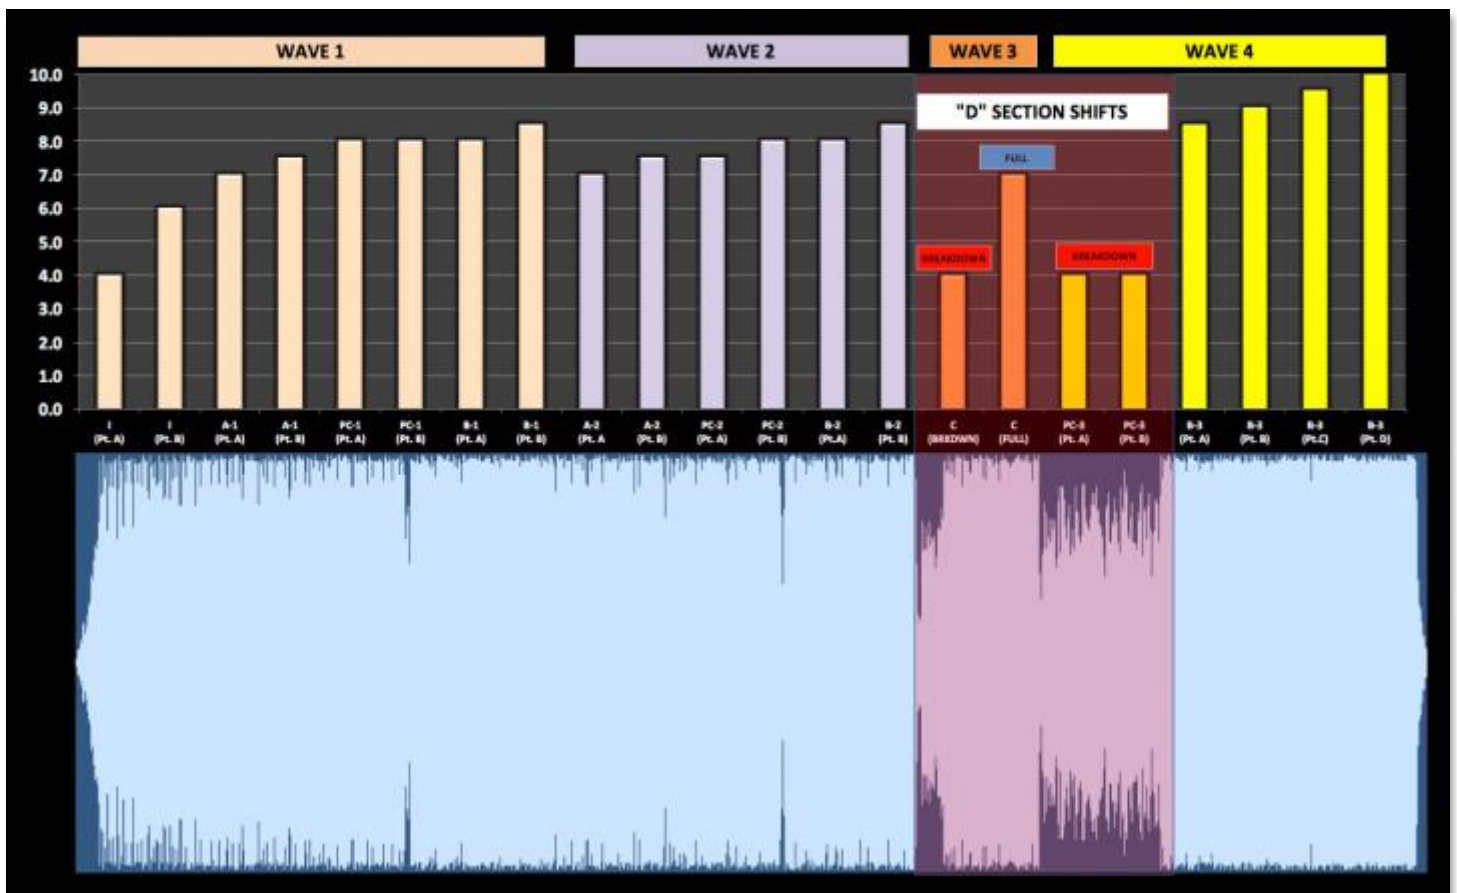 WAVE 1
WAVE 2
WAVE 3
WAVE 4
10.0
9.0
8.0
7.0
6.0
5.0
4.0
3.0
2.0
1.0
0.0
"D" SECTION SHIFTS
FULL
BREAKDOWN
BREAKDOWN
I
(Pt. A)
I
(Pt. B)
A-1
(Pt. A)
A-1
(Pt. B)
PC-1
(Pt. A)
PC-1
(Pt. B)
B-1
(Pt. A)
B-1
(Pt. B)
A-2
(Pt. A
A-2
(Pt. B)
PC-2
(Pt. A)
PC-2
(Pt. B)
B-2
(Pt.A)
B-2
(Pt. B)
C
(BRKDWN)
C
(FULL)
PC-3
(Pt. A)
PC-3
(Pt. B)
B-3
(Pt. A)
B-3
(Pt. B)
B-3
(Pt.C)
B-3
(Pt. D)